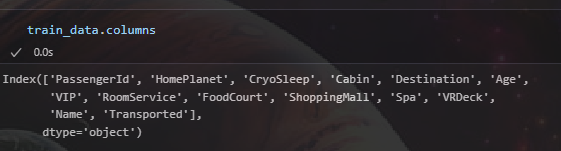 train_data.columns
✓ 0.0s
Index(['PassengerId', 'HomePlanet', 'CryoSleep', 'Cabin', 'Destination', 'Age',
'VIP', 'RoomService', 'FoodCourt', 'ShoppingMall', 'Spa', 'VRDeck',
'Name', 'Transported'],
dtype='object')